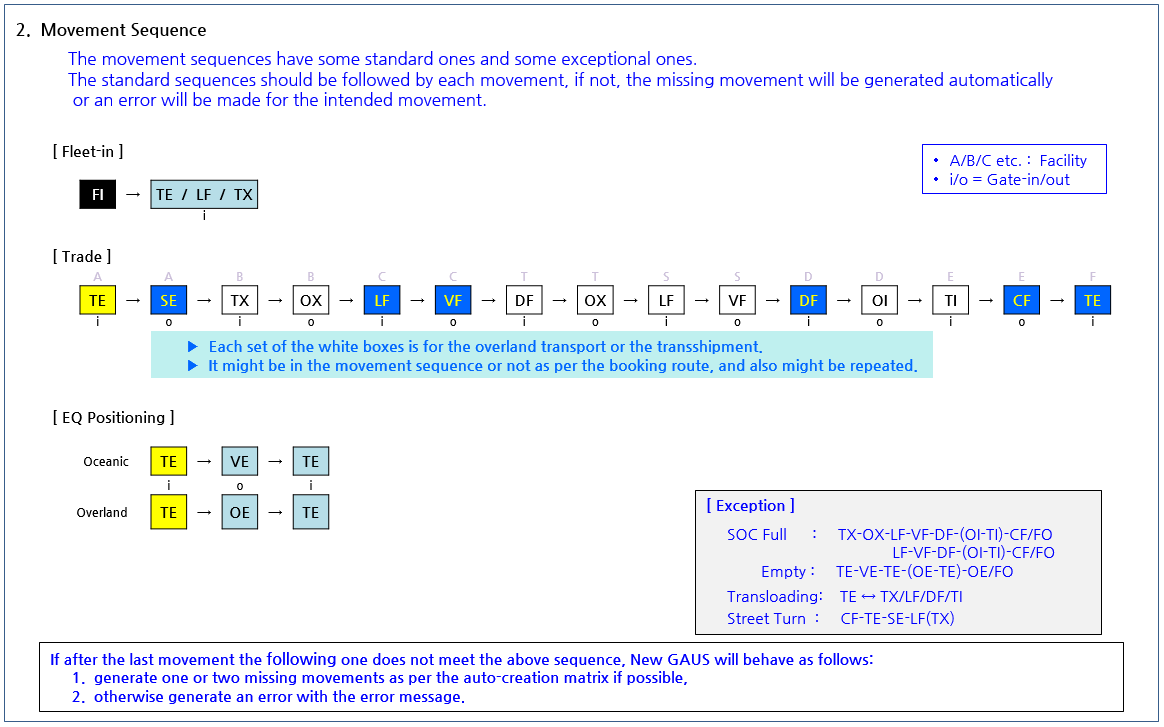 2. Movement Sequence
The movement sequences have some standard ones and some exceptional ones.
The standard sequences should be followed by each movement, if not, the missing movement will be generated automatically
or an error will be made for the intended movement.
[ Fleet-in ]
• A/B/C etc. : Facility
• i/o = Gate-in/out
FI → TE / LF / TX
i
[ Trade ]
A A B B C C T T S S D D E E F
TE → SE → TX → OX → LF → VF → DF → OX → LF → VF → DF → OI → TI → CF → TE
i o i o i o i o i o i o i o i
▶ Each set of the white boxes is for the overland transport or the transshipment.
▶ It might be in the movement sequence or not as per the booking route, and also might be repeated.
[ EQ Positioning ]
Oceanic TE → VE → TE
i o i
Overland TE → OE → TE
[ Exception ]
SOC Full : TX-OX-LF-VF-DF-(OI-TI)-CF/FO
LF-VF-DF-(OI-TI)-CF/FO
Empty : TE-VE-TE-(OE-TE)-OE/FO
Transloading: TE ↔ TX/LF/DF/TI
Street Turn : CF-TE-SE-LF(TX)
If after the last movement the following one does not meet the above sequence, New GAUS will behave as follows:
1. generate one or two missing movements as per the auto-creation matrix if possible,
2. otherwise generate an error with the error message.